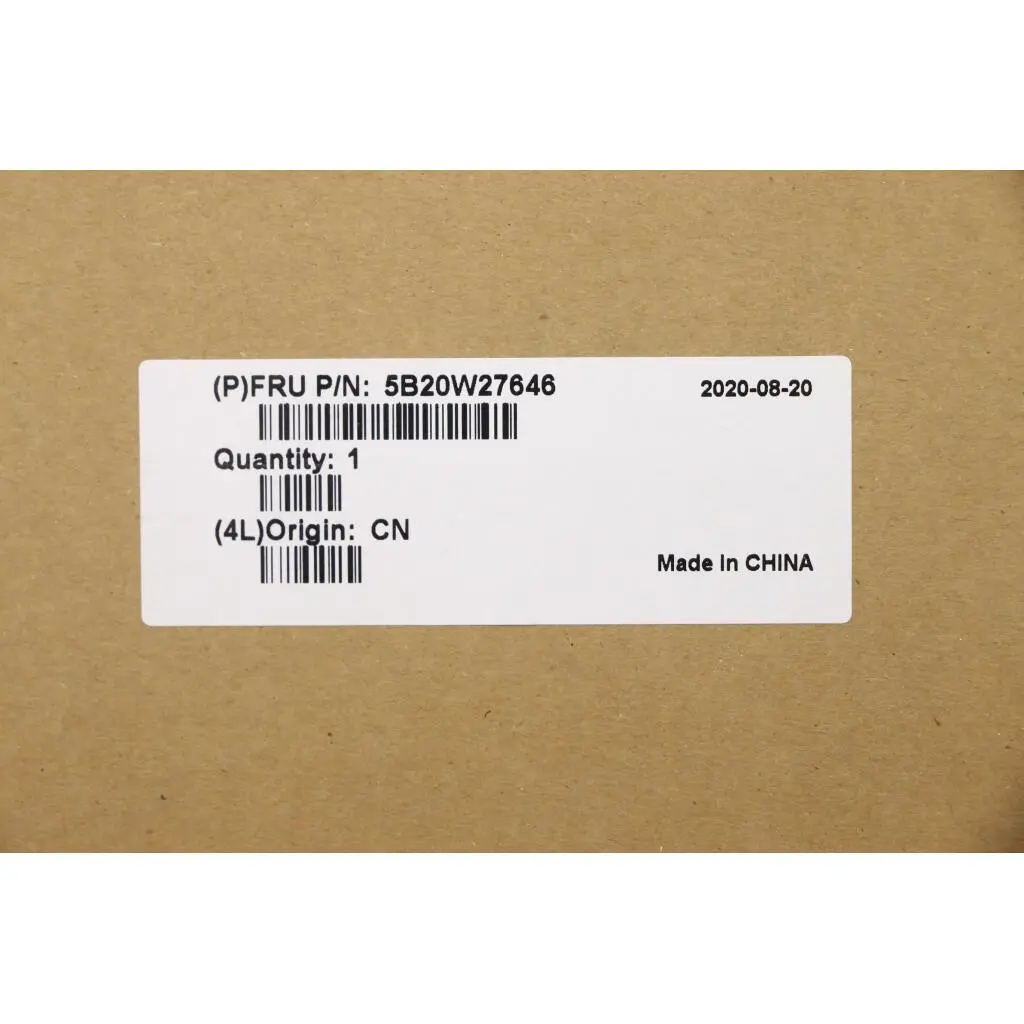 (P)FRU P/N: 5B20W27646 2020-08-20
Quantity: 1
(4L)Origin: CN
Made in CHINA